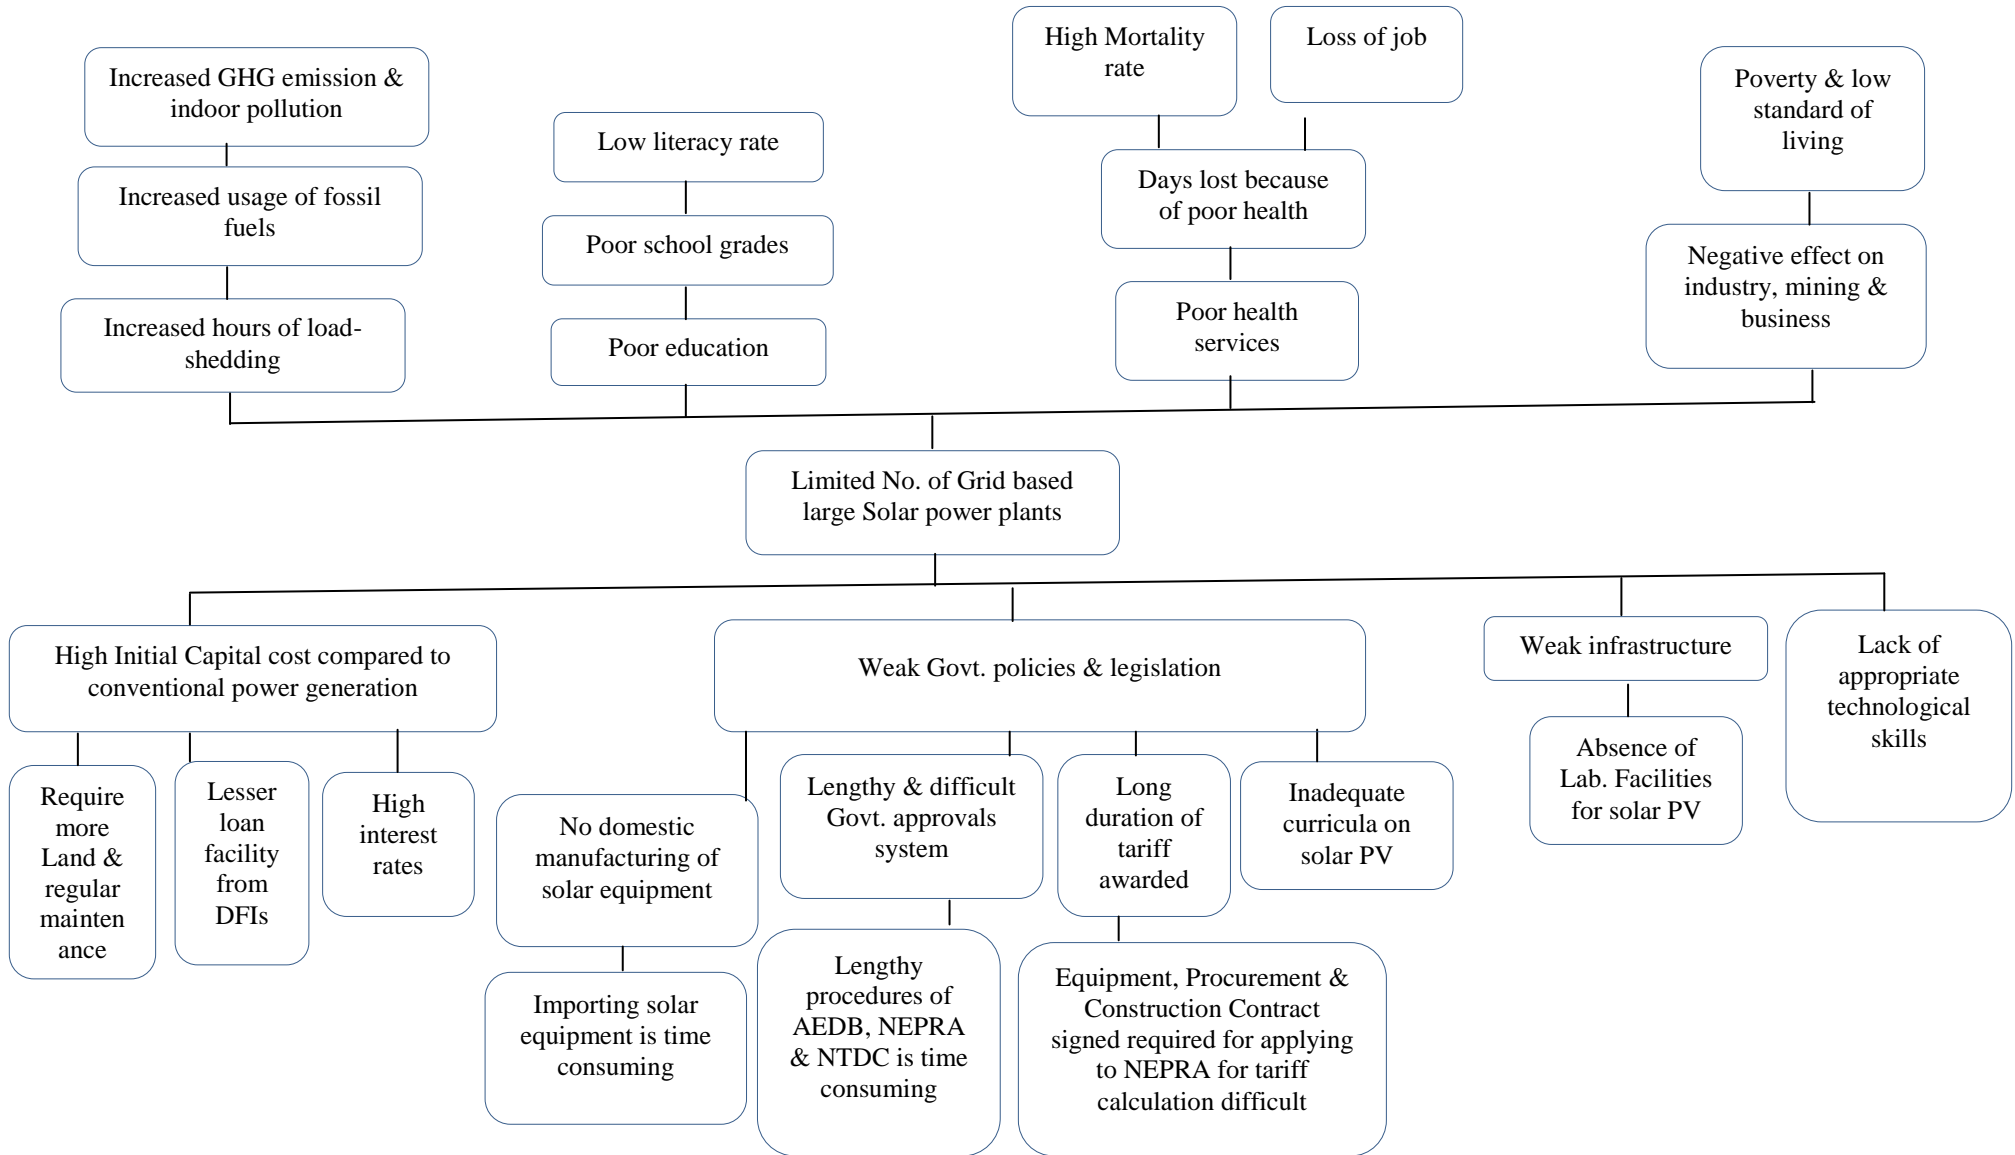 High Mortality
rate
Loss of job
Increased GHG emission &
indoor pollution
Poverty & low
standard of
living
Low literacy rate
Days lost because
of poor health
Increased usage of fossil
fuels
Poor school grades
Negative effect on
industry, mining &
business
Poor health
services
Increased hours of load-
shedding
Poor education
Limited No. of Grid based
large Solar power plants
High Initial Capital cost compared to
conventional power generation
Weak Govt. policies & legislation
Weak infrastructure
Lack of
appropriate
technological
skills
Require
more
Land &
regular
mainten
ance
Lesser
loan
facility
from
DFIs
High
interest
rates
No domestic
manufacturing of
solar equipment
Lengthy & difficult
Govt. approvals
system
Long
duration of
tariff
awarded
Inadequate
curricula on
solar PV
Absence of
Lab. Facilities
for solar PV
Importing solar
equipment is time
consuming
Lengthy
procedures of
AEDB, NEPRA
& NTDC is time
consuming
Equipment, Procurement &
Construction Contract
signed required for applying
to NEPRA for tariff
calculation difficult